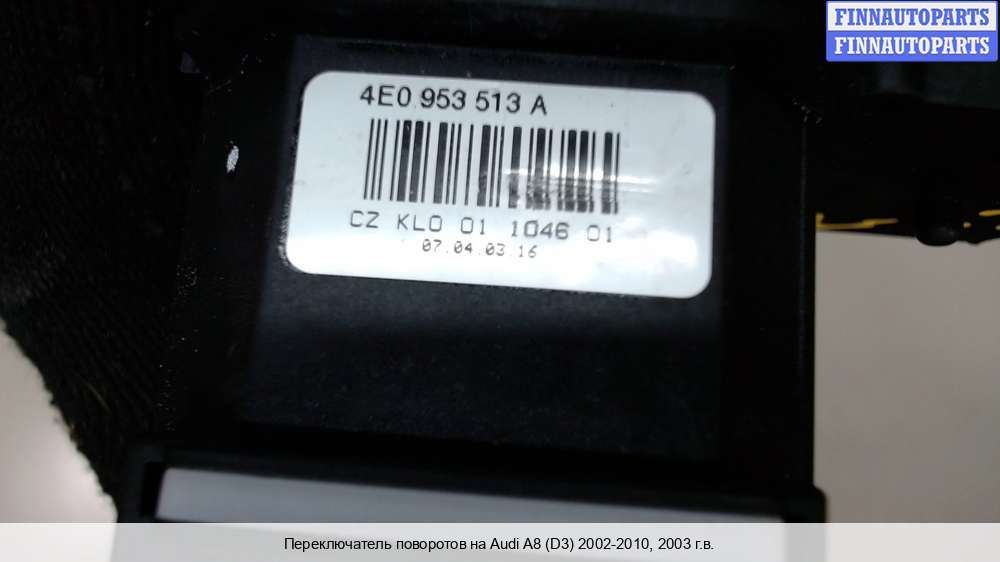 FINNAUTOPARTS
FINNAUTOPARTS
4E0 953 513 A
CZ KL0 01 1046 01
07.04.03 16
Переключатель поворотов на Audi A8 (D3) 2002-2010, 2003 г.в.